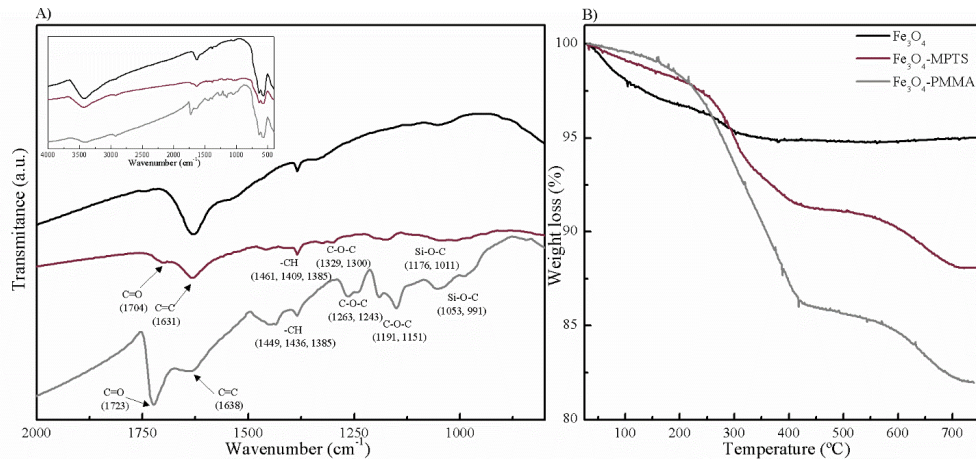 A)
4000 3500 3000 2500 2000 1500 1000 500
Wavenumber (cm⁻¹)
Transmitance (a.u.)
C=O
(1704)
C=C
(1631)
-CH
(1461, 1409, 1385)
C-O-C
(1329, 1300)
Si-O-C
(1176, 1011)
C=O
(1723)
C=C
(1638)
-CH
(1449, 1436, 1385)
C-O-C
(1263, 1243)
C-O-C
(1191, 1151)
Si-O-C
(1053, 991)
2000 1750 1500 1250 1000
Wavenumber (cm⁻¹)
B)
Fe₃O₄
Fe₃O₄-MPTS
Fe₃O₄-PMMA
Weight loss (%)
100
95
90
85
80
100 200 300 400 500 600 700
Temperature (ºC)